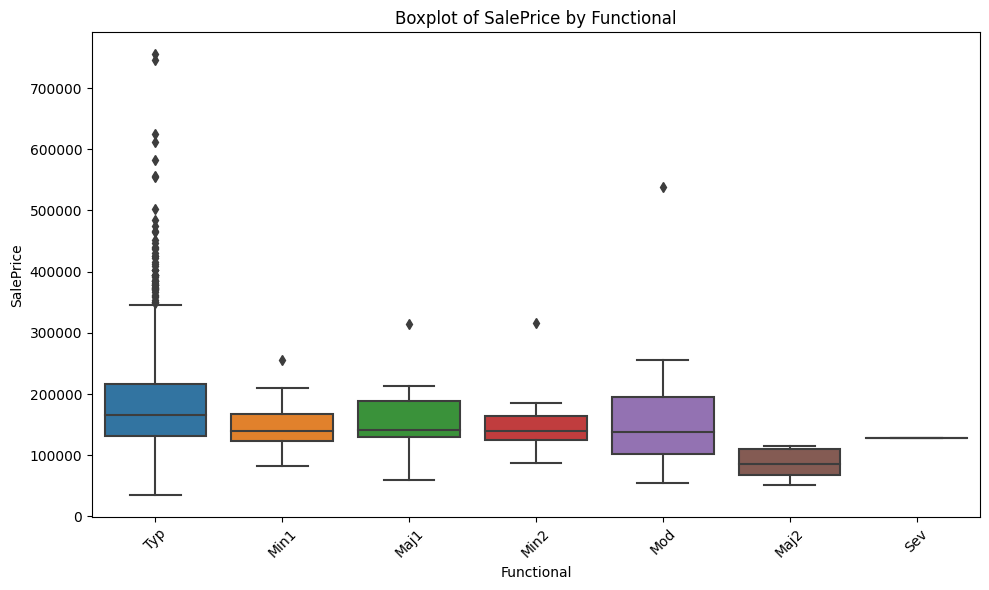 Boxplot of SalePrice by Functional
SalePrice
700000
600000
500000
400000
300000
200000
100000
0
Typ
Min1
Maj1
Min2
Mod
Maj2
Sev
Functional